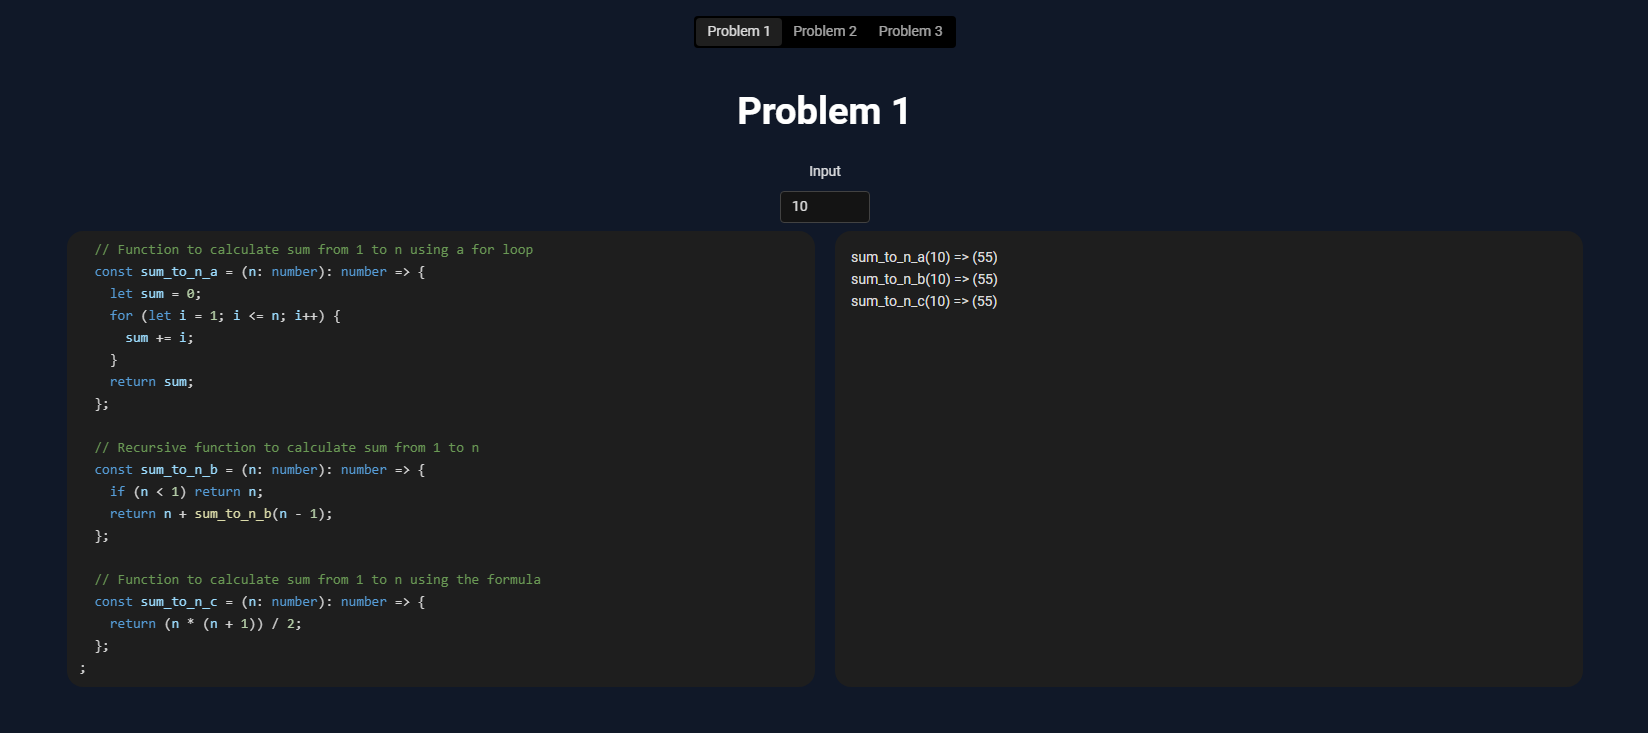 Problem 1 Problem 2 Problem 3
Problem 1
Input
10
// Function to calculate sum from 1 to n using a for loop
const sum_to_n_a = (n: number): number => {
let sum = 0;
for (let i = 1; i <= n; i++) {
sum += i;
}
return sum;
};
// Recursive function to calculate sum from 1 to n
const sum_to_n_b = (n: number): number => {
if (n < 1) return n;
return n + sum_to_n_b(n - 1);
};
// Function to calculate sum from 1 to n using the formula
const sum_to_n_c = (n: number): number => {
return (n * (n + 1)) / 2;
};
;
sum_to_n_a(10) => (55)
sum_to_n_b(10) => (55)
sum_to_n_c(10) => (55)